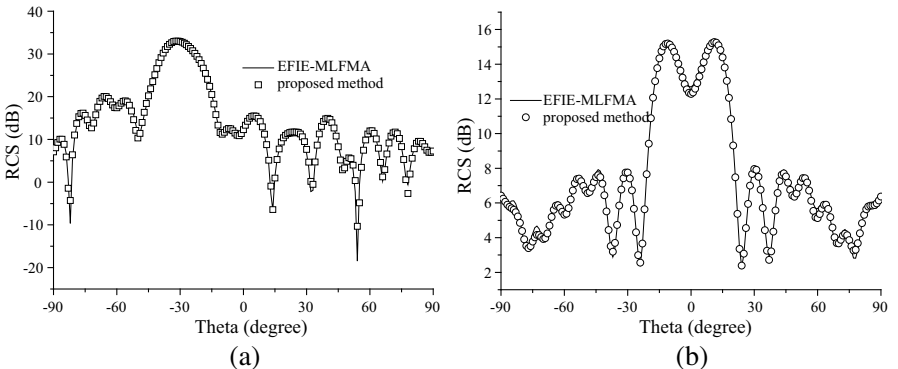 40
30
20
10
0
-10
-20
RCS (dB)
EFIE-MLFMA
proposed method
-90 -60 -30 0 30 60 90
Theta (degree)
(a)
16
14
12
10
8
6
4
2
RCS (dB)
EFIE-MLFMA
proposed method
-90 -60 -30 0 30 60 90
Theta (degree)
(b)